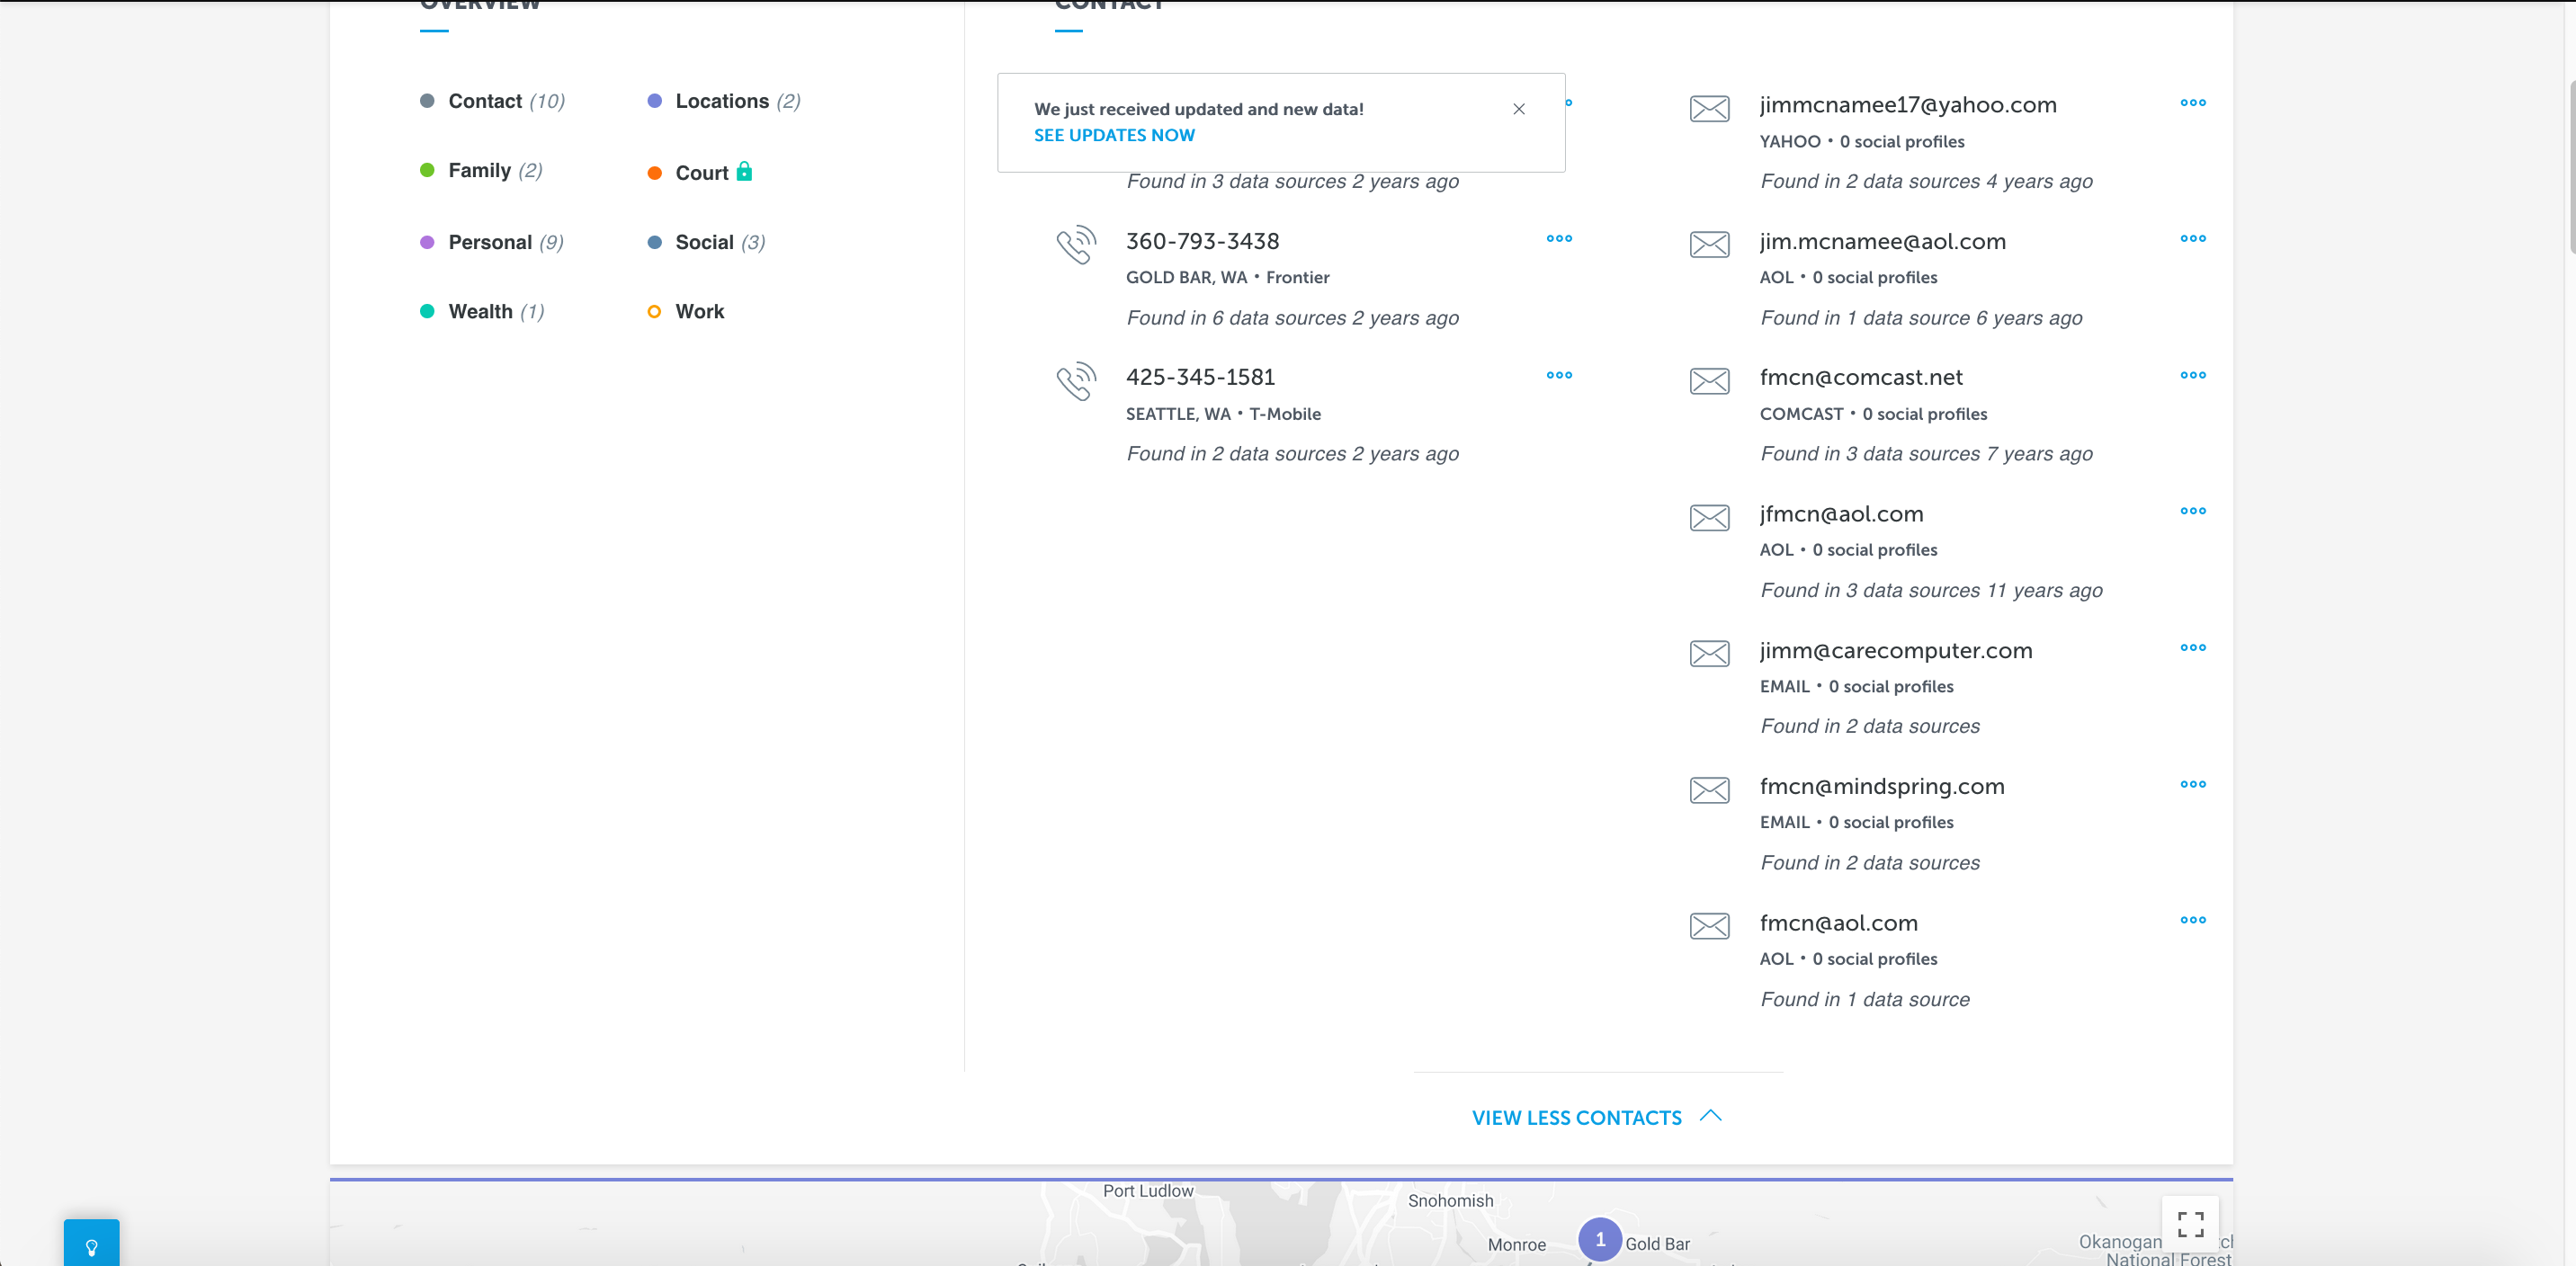 OVERVIEW
Contact (10)
Locations (2)
Family (2)
Court
Personal (9)
Social (3)
Wealth (1)
Work
CONTACT
We just received updated and new data!
SEE UPDATES NOW
Found in 3 data sources 2 years ago
360-793-3438
GOLD BAR, WA • Frontier
Found in 6 data sources 2 years ago
425-345-1581
SEATTLE, WA • T-Mobile
Found in 2 data sources 2 years ago
jimmcnamee17@yahoo.com
YAHOO • 0 social profiles
Found in 2 data sources 4 years ago
jim.mcnamee@aol.com
AOL • 0 social profiles
Found in 1 data source 6 years ago
fmcn@comcast.net
COMCAST • 0 social profiles
Found in 3 data sources 7 years ago
jfmcn@aol.com
AOL • 0 social profiles
Found in 3 data sources 11 years ago
jimm@carecomputer.com
EMAIL • 0 social profiles
Found in 2 data sources
fmcn@mindspring.com
EMAIL • 0 social profiles
Found in 2 data sources
fmcn@aol.com
AOL • 0 social profiles
Found in 1 data source
VIEW LESS CONTACTS
Port Ludlow
Snohomish
Monroe
1
Gold Bar
Okanogan
National Forest